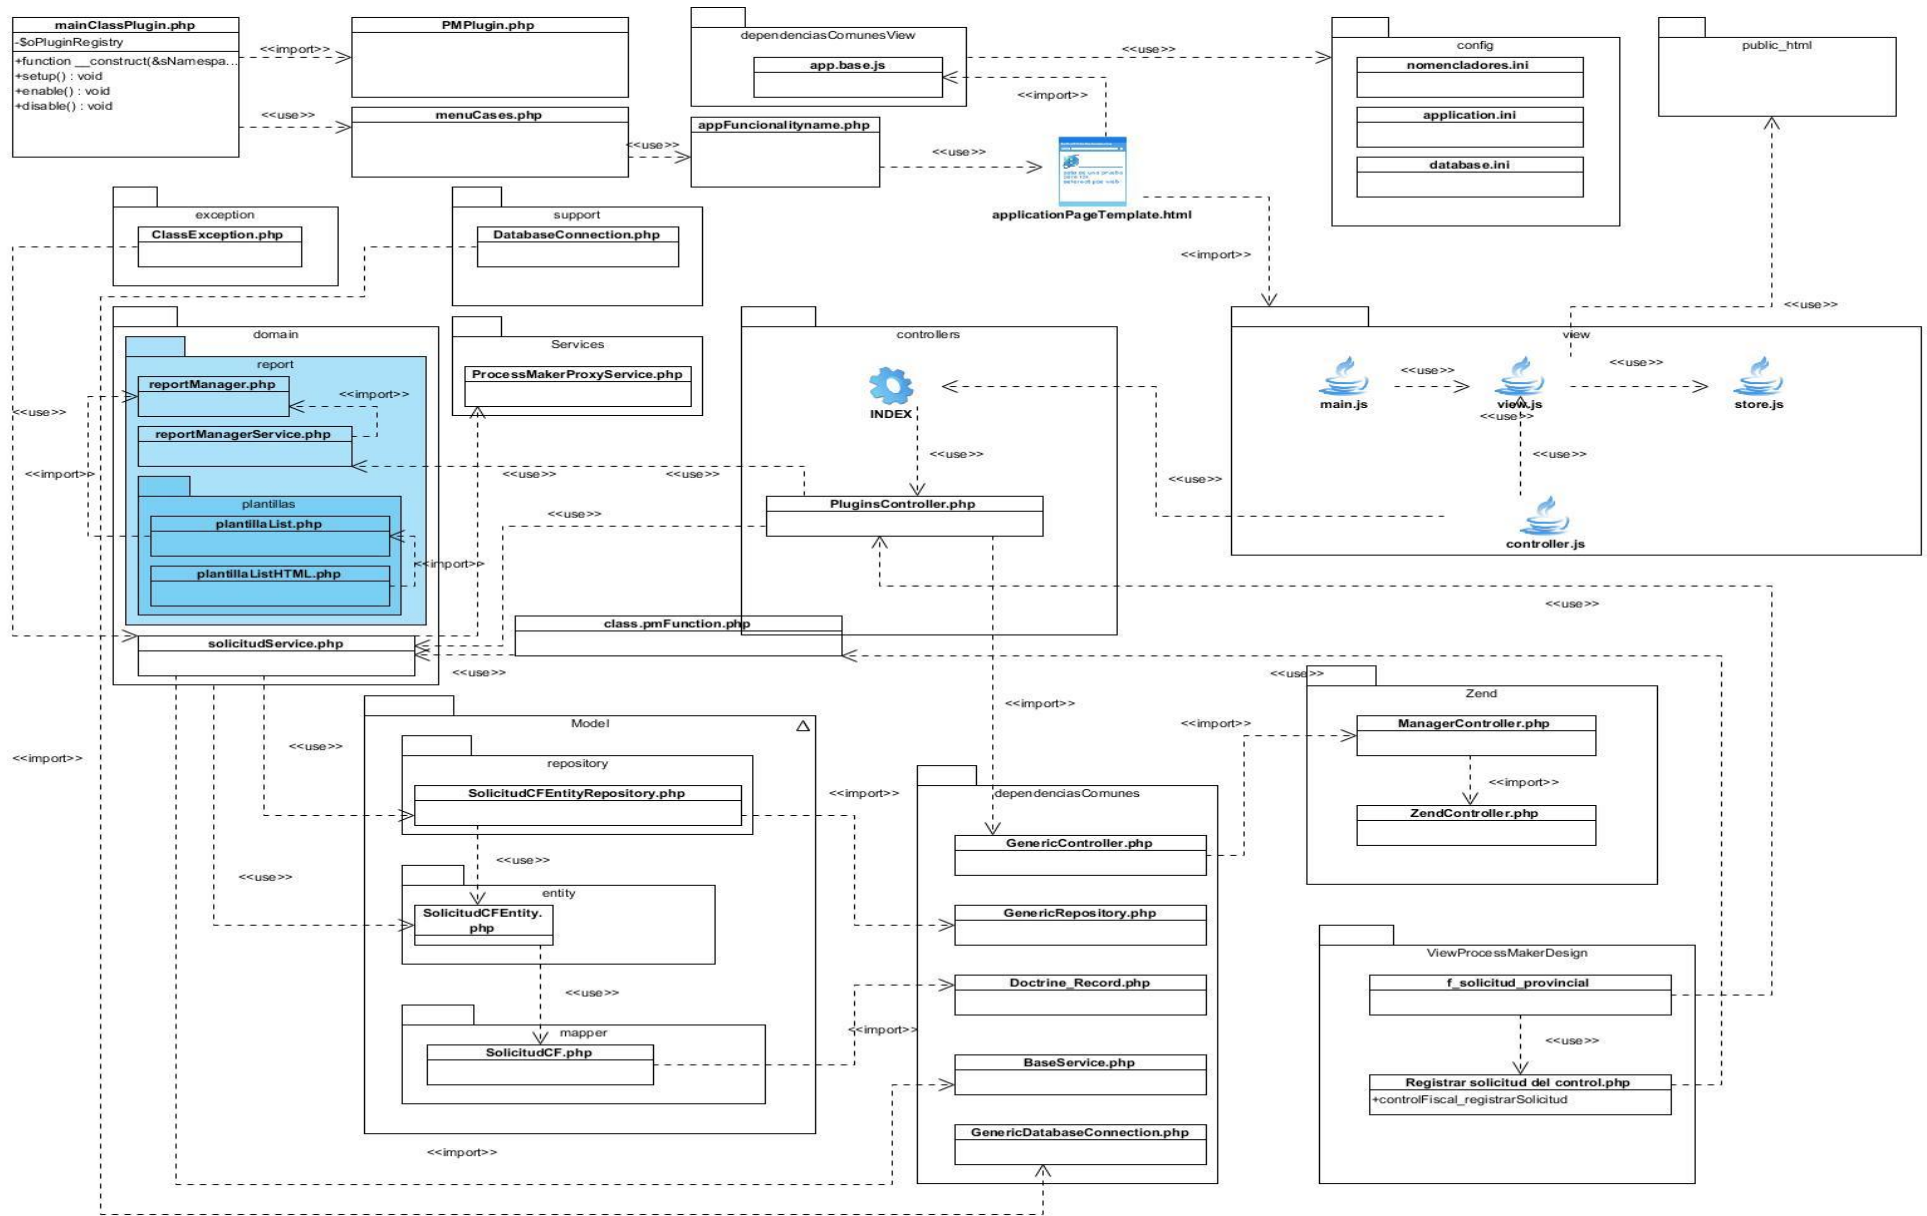 mainClassPlugin.php
-$oPluginRegistry
+function __construct(&sNamespa...
+setup() : void
+enable() : void
+disable() : void
<<import>>
<<use>>
PMPlugin.php
menuCases.php
<<use>>
dependenciasComunesView
app.base.js
appFuncionalityname.php
<<use>>
<<import>>
<<use>>
applicationPageTemplate.html
config
nomencladores.ini
application.ini
database.ini
public_html
exception
ClassException.php
support
DatabaseConnection.php
<<import>>
<<use>>
domain
report
reportManager.php
<<import>>
reportManagerService.php
<<use>>
<<import>>
plantillas
plantillaList.php
plantillaListHTML.php
<<import>>
solicitudService.php
Services
ProcessMakerProxyService.php
<<use>>
<<use>>
<<use>>
controllers
INDEX
<<use>>
PluginsController.php
class.pmFunction.php
<<use>>
view
main.js
<<use>>
view.js
<<use>>
<<use>>
store.js
<<use>>
controller.js
<<use>>
<<use>>
<<use>>
<<import>>
<<use>>
<<use>>
<<import>>
Model
repository
SolicitudCFEntityRepository.php
<<use>>
entity
SolicitudCFEntity.
php
<<use>>
mapper
SolicitudCF.php
<<import>>
<<import>>
<<import>>
<<import>>
dependenciasComunes
GenericController.php
GenericRepository.php
Doctrine_Record.php
BaseService.php
GenericDatabaseConnection.php
<<import>>
Zend
ManagerController.php
<<import>>
ZendController.php
ViewProcessMakerDesign
f_solicitud_provincial
<<use>>
Registrar solicitud del control.php
+controlFiscal_registrarSolicitud